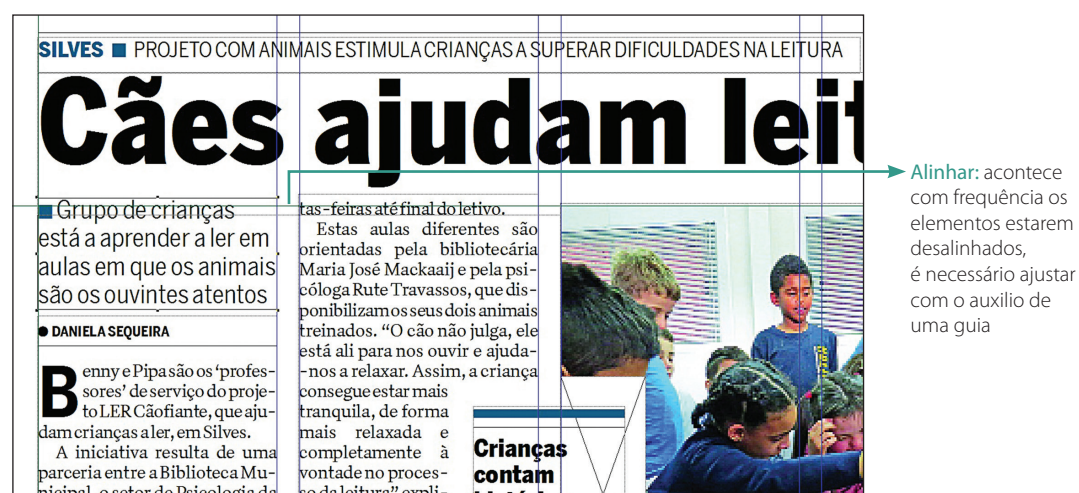 SILVES ■ PROJETO COM ANIMAIS ESTIMULA CRIANÇAS A SUPERAR DIFICULDADES NA LEITURA
Cães ajudam leit
■ Grupo de crianças
está a aprender a ler em
aulas em que os animais
são os ouvintes atentos
● DANIELA SEQUEIRA
Benny e Pipa são os ‘profes-
sores’ de serviço do proje-
to LER Cãofiante, que aju-
dam crianças a ler, em Silves.
A iniciativa resulta de uma
parceria entre a Biblioteca Mu-
nicipal, o setor de Psicologia da
tas-feiras até final do letivo.
Estas aulas diferentes são
orientadas pela bibliotecária
Maria José Mackaaij e pela psi-
cóloga Rute Travassos, que dis-
ponibilizamos seus dois animais
treinados. “O cão não julga, ele
está ali para nos ouvir e ajuda-
-nos a relaxar. Assim, a criança
consegue estar mais
tranquila, de forma
mais relaxada e
completamente à
vontade no proces-
so da leitura” expli-
Crianças
contam
Alinhar: acontece
com frequência os
elementos estarem
desalinhados,
é necessário ajustar
com o auxilio de
uma guia